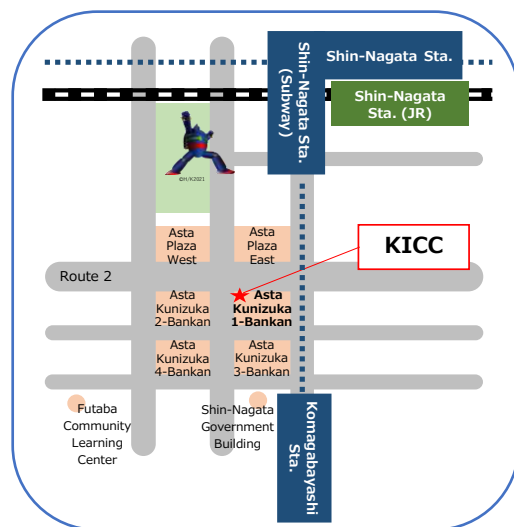 Shin-Nagata Sta.
Shin-Nagata Sta.
(Subway)
Shin-Nagata
Sta. (JR)
©H/K2021
Asta
Plaza
West
Asta
Plaza
East
KICC
Route 2
Asta
Kunizuka
2-Bankan
Asta
Kunizuka
1-Bankan
Asta
Kunizuka
4-Bankan
Asta
Kunizuka
3-Bankan
Futaba
Community
Learning
Center
Shin-Nagata
Government
Building
Komagabayashi
Sta.